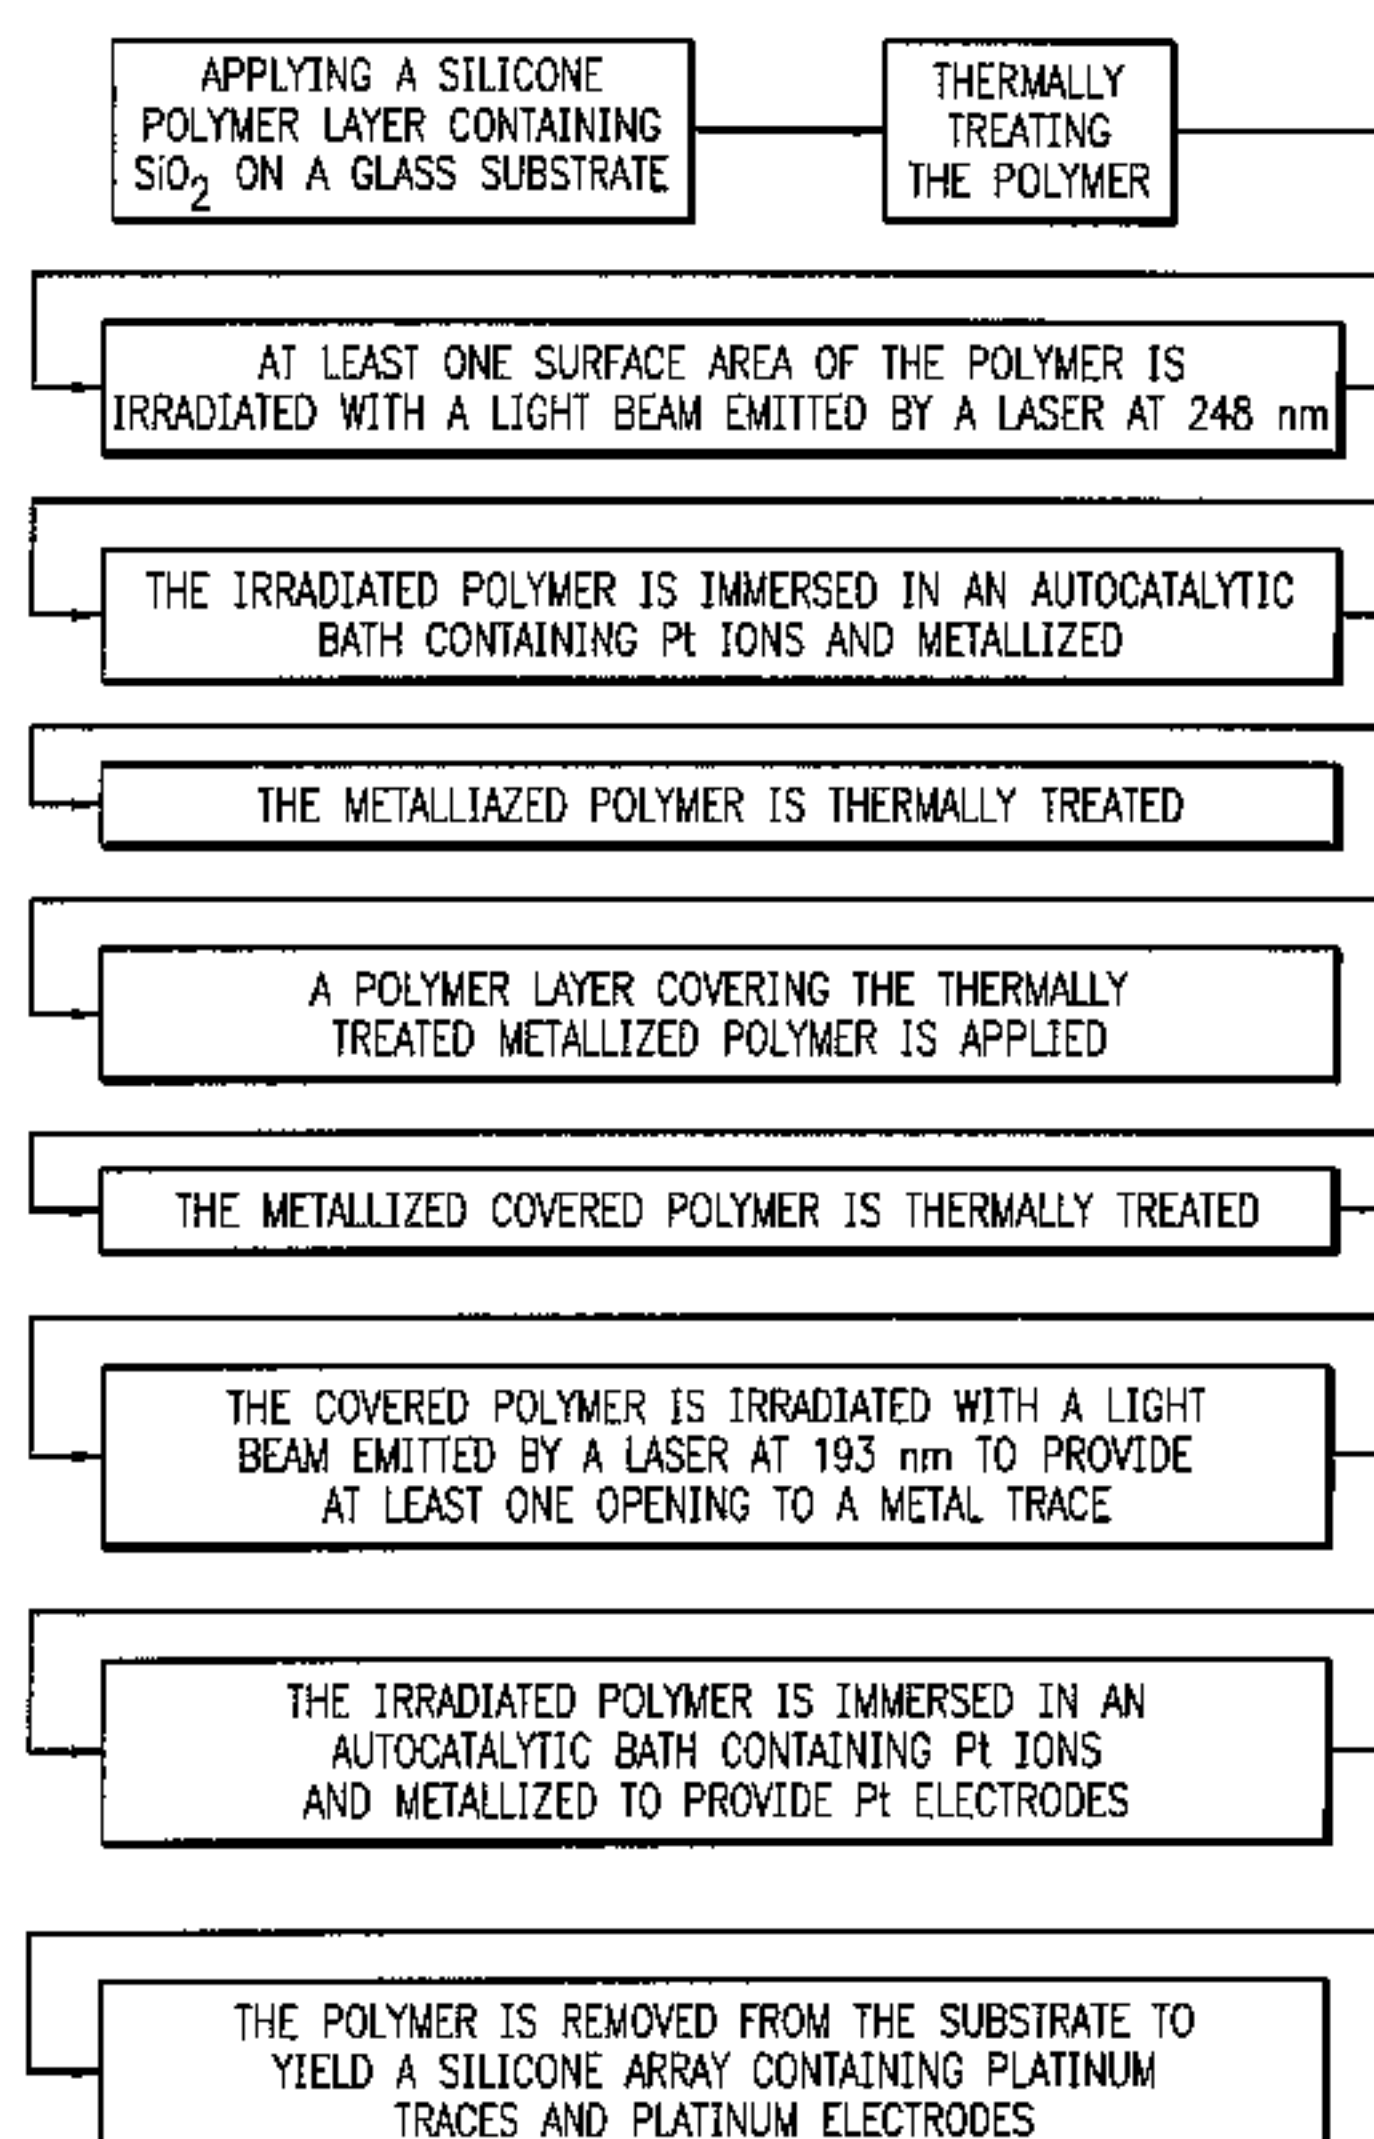 APPLYING A SILICONE
POLYMER LAYER CONTAINING
SiO2 ON A GLASS SUBSTRATE
THERMALLY
TREATING
THE POLYMER
AT LEAST ONE SURFACE AREA OF THE POLYMER IS
IRRADIATED WITH A LIGHT BEAM EMITTED BY A LASER AT 248 nm
THE IRRADIATED POLYMER IS IMMERSED IN AN AUTOCATALYTIC
BATH CONTAINING Pt IONS AND METALLIZED
THE METALLIAZED POLYMER IS THERMALLY TREATED
A POLYMER LAYER COVERING THE THERMALLY
TREATED METALLIZED POLYMER IS APPLIED
THE METALLIZED COVERED POLYMER IS THERMALLY TREATED
THE COVERED POLYMER IS IRRADIATED WITH A LIGHT
BEAM EMITTED BY A LASER AT 193 nm TO PROVIDE
AT LEAST ONE OPENING TO A METAL TRACE
THE IRRADIATED POLYMER IS IMMERSED IN AN
AUTOCATALYTIC BATH CONTAINING Pt IONS
AND METALLIZED TO PROVIDE Pt ELECTRODES
THE POLYMER IS REMOVED FROM THE SUBSTRATE TO
YIELD A SILICONE ARRAY CONTAINING PLATINUM
TRACES AND PLATINUM ELECTRODES